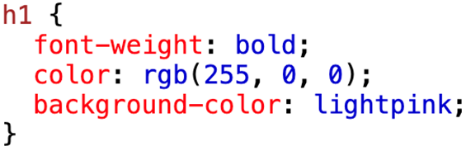 h1 {
  font-weight: bold;
  color: rgb(255, 0, 0);
  background-color: lightpink;
}